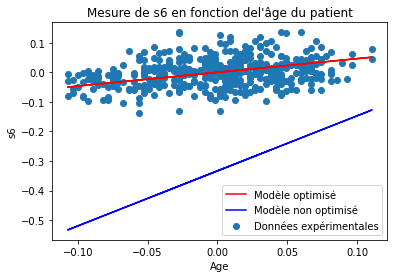 Mesure de s6 en fonction del'âge du patient
0.1
0.0
−0.1
−0.2
−0.3
−0.4
−0.5
s6
−0.10
−0.05
0.00
0.05
0.10
Age
Modèle optimisé
Modèle non optimisé
Données expérimentales